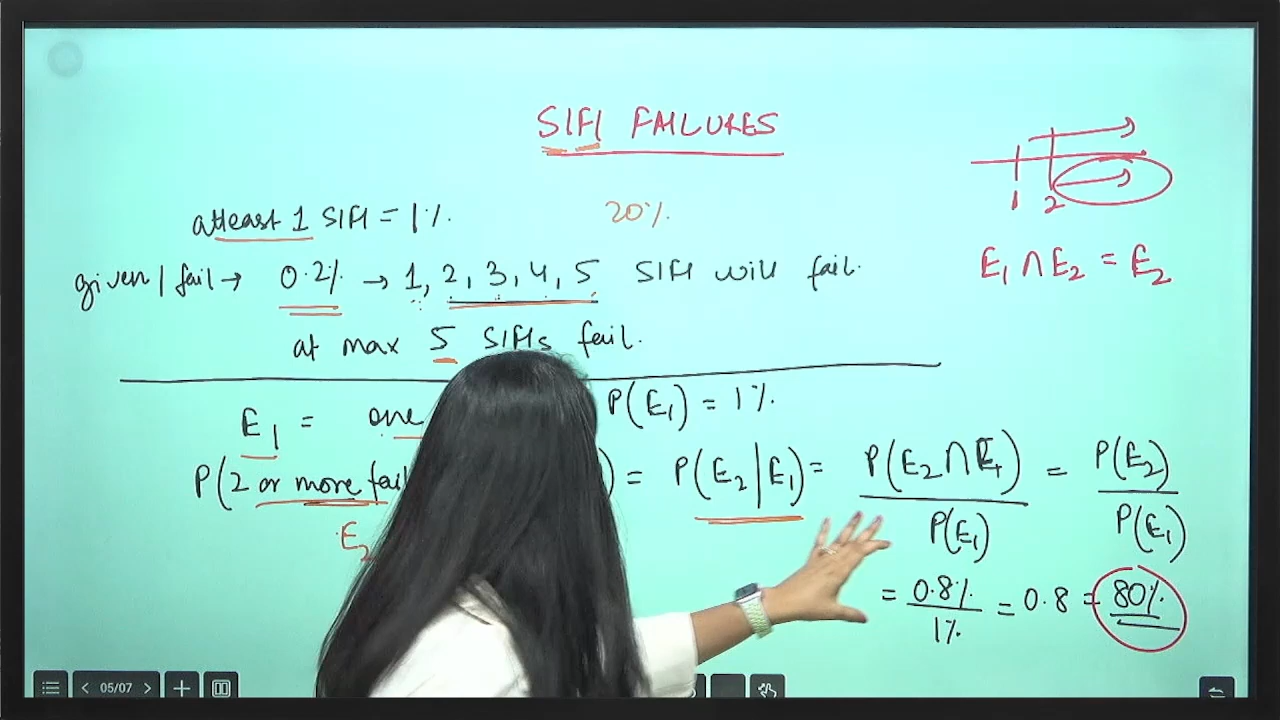 SIFI FAILURES
atleast 1 SIFI = 1%.
20%.
1 2
given 1 fail → 0.2% → 1, 2, 3, 4, 5 SIFI will fail.
E₁ ∩ E₂ = E₂
at max 5 SIFIs fail.
E₁ = one
P(E₁) = 1%.
P(2 or more fail
) = P(E₂|E₁) = P(E₂ ∩ E₁) / P(E₁) = P(E₂) / P(E₁)
E₂
= 0.8% / 1% = 0.8 = 80%
05/07